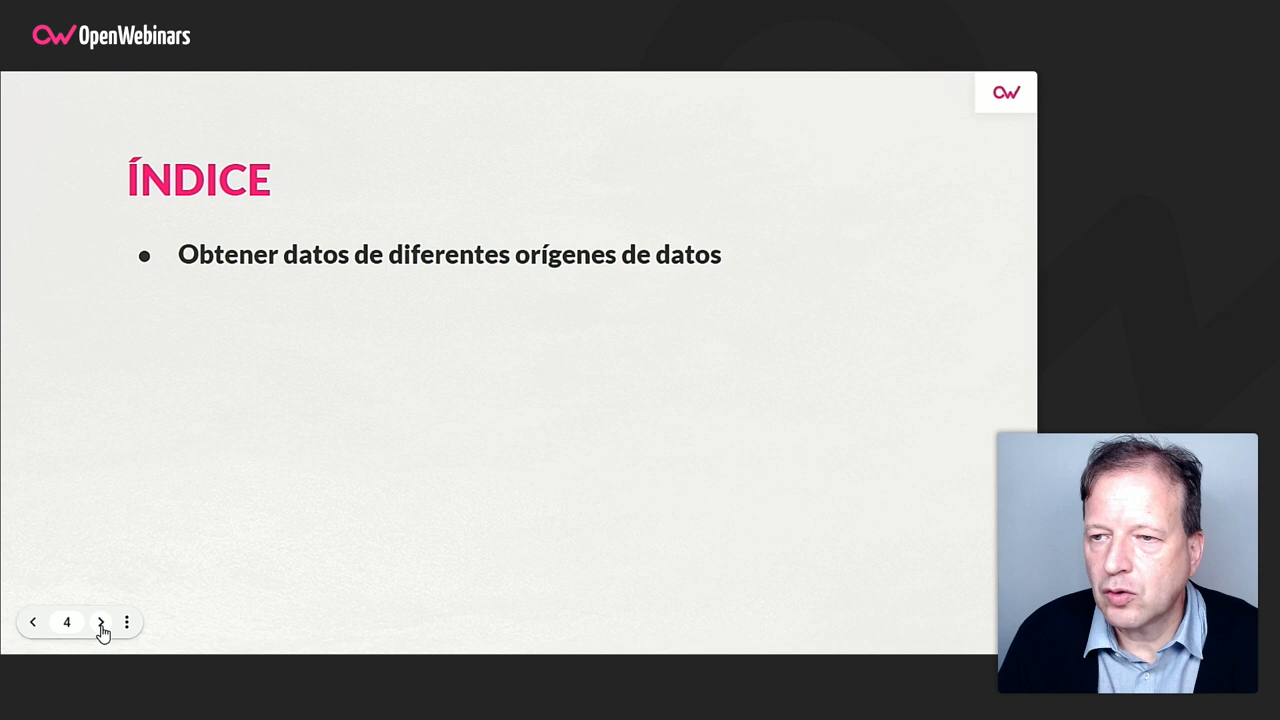 OpenWebinars
ÍNDICE
● Obtener datos de diferentes orígenes de datos
4